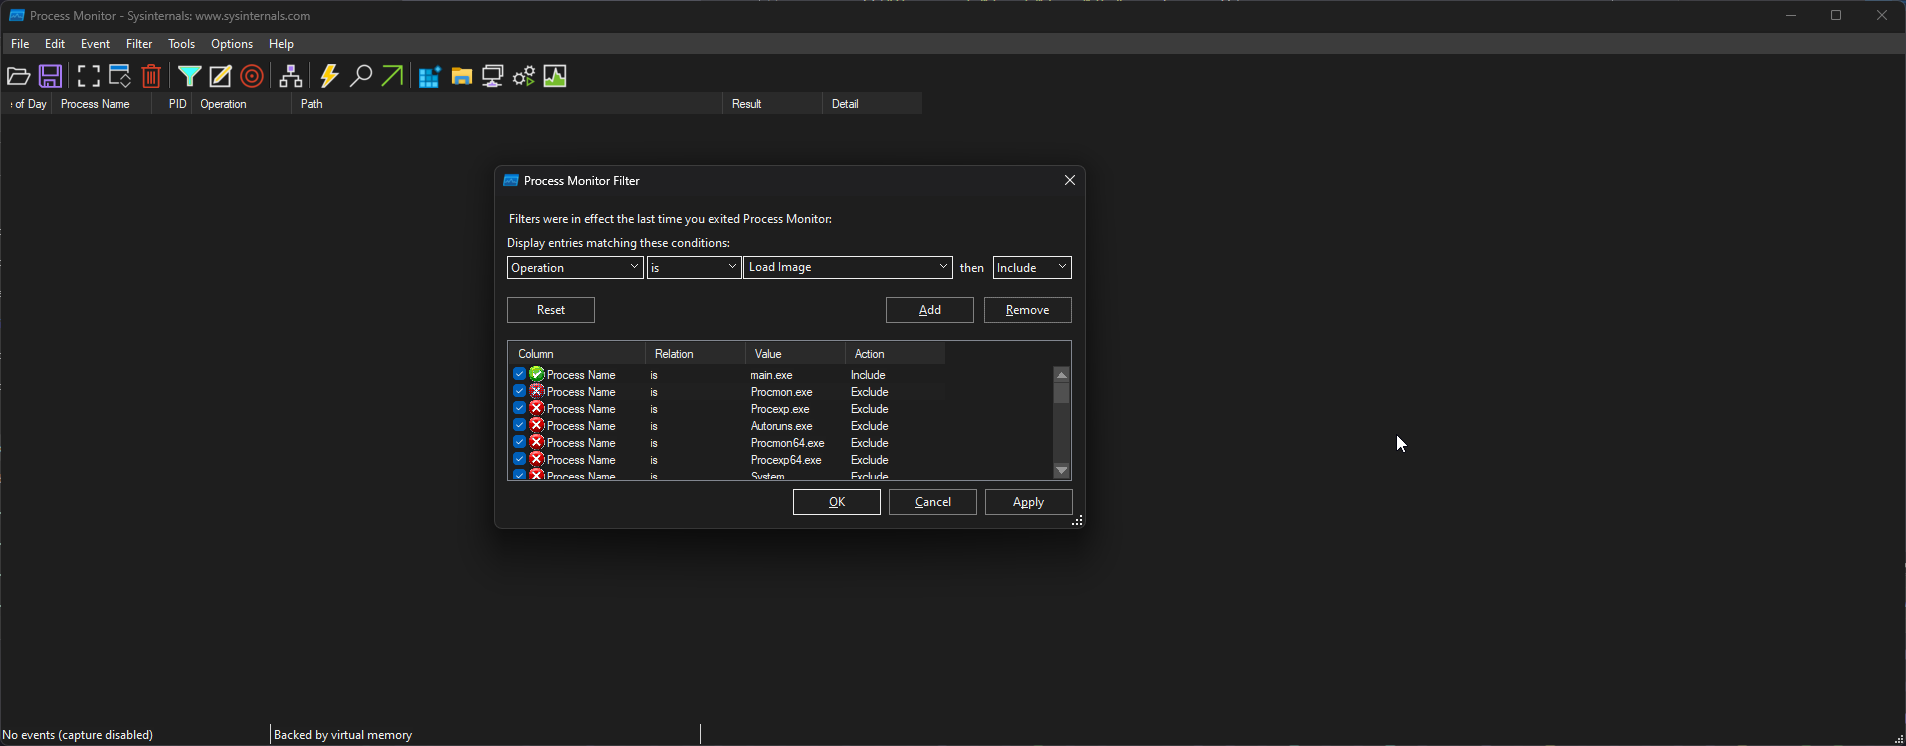 Process Monitor - Sysinternals: www.sysinternals.com
File Edit Event Filter Tools Options Help
e of Day Process Name PID Operation Path Result Detail
Process Monitor Filter
Filters were in effect the last time you exited Process Monitor:
Display entries matching these conditions:
Operation is Load Image then Include
Reset Add Remove
Column Relation Value Action
Process Name is main.exe Include
Process Name is Procmon.exe Exclude
Process Name is Procexp.exe Exclude
Process Name is Autoruns.exe Exclude
Process Name is Procmon64.exe Exclude
Process Name is Procexp64.exe Exclude
Process Name is System Exclude
OK Cancel Apply
No events (capture disabled) Backed by virtual memory